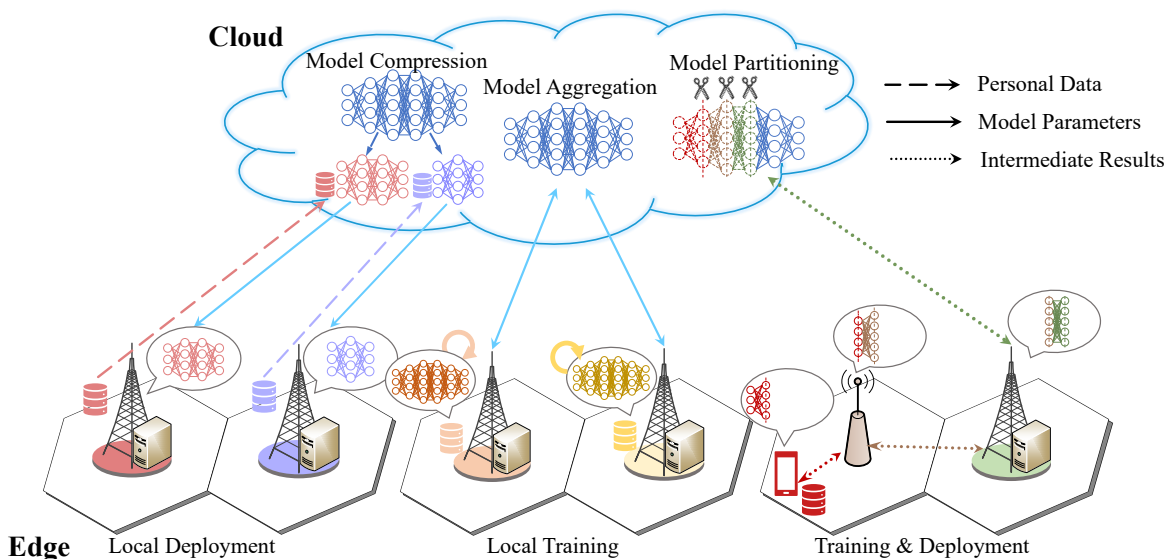 Cloud
Model Compression
Model Aggregation
Model Partitioning
Personal Data
Model Parameters
Intermediate Results
Edge
Local Deployment
Local Training
Training & Deployment